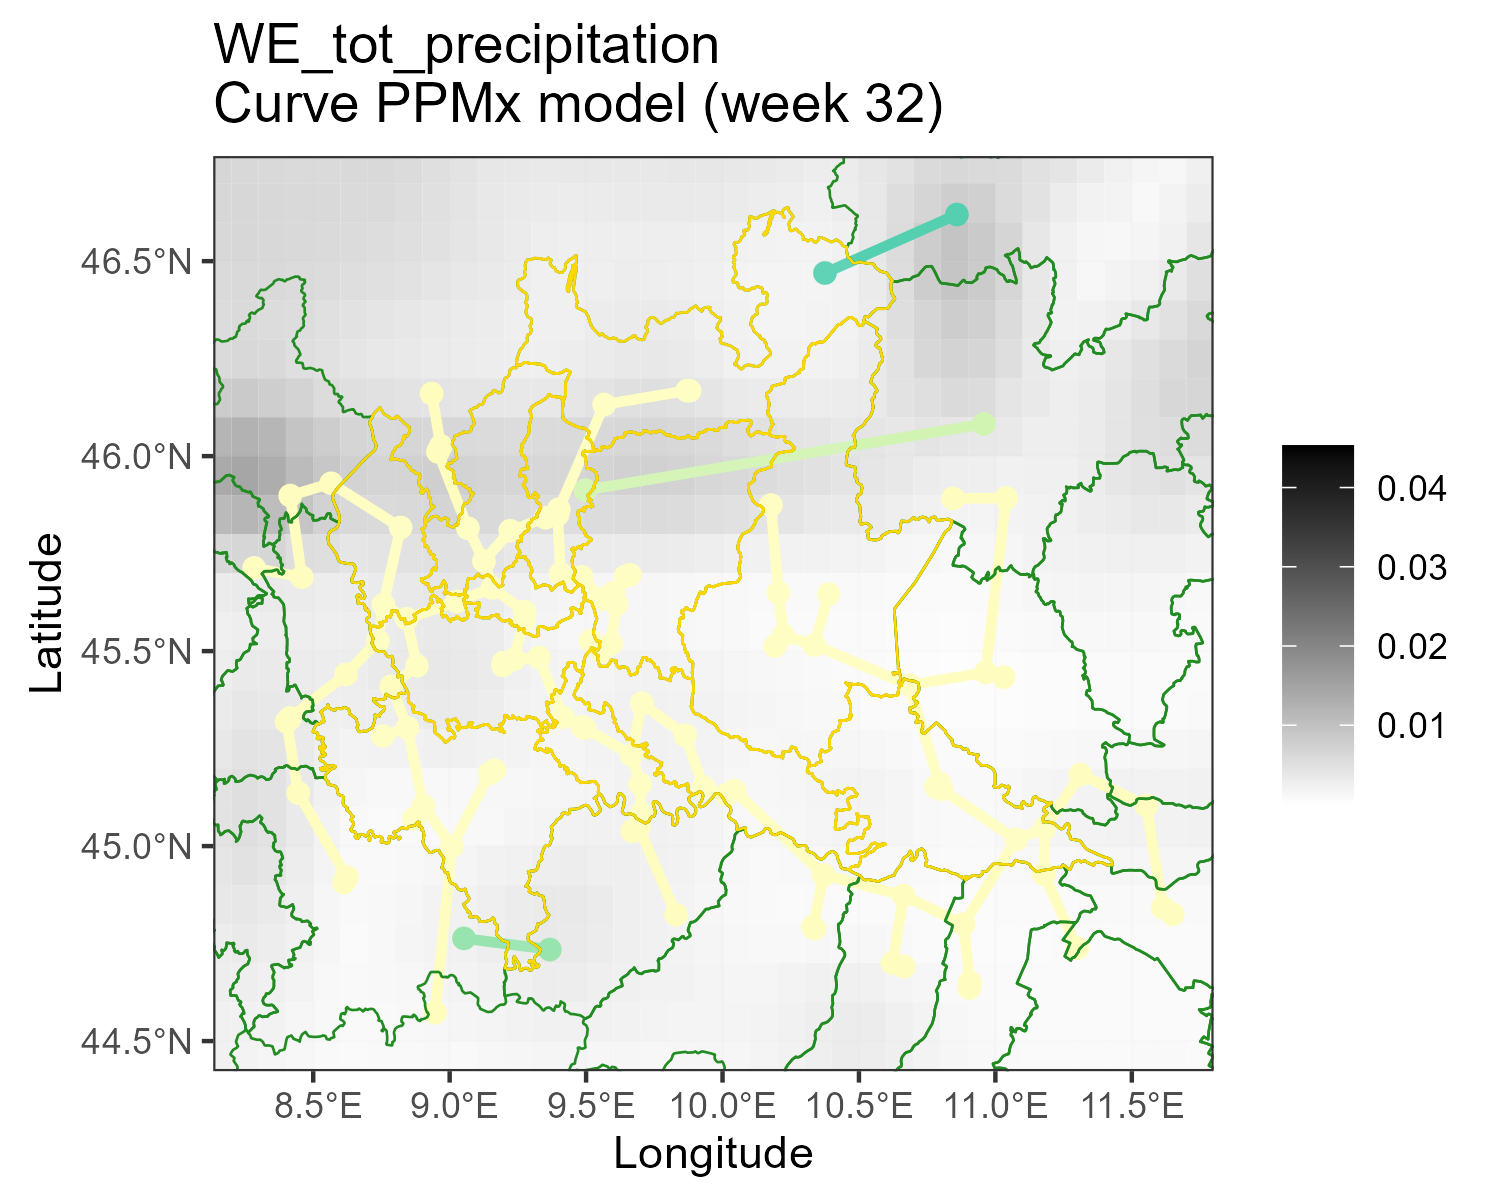 WE_tot_precipitation
Curve PPMx model (week 32)
46.5°N
46.0°N
45.5°N
45.0°N
44.5°N
Latitude
8.5°E 9.0°E 9.5°E 10.0°E 10.5°E 11.0°E 11.5°E
Longitude
0.04
0.03
0.02
0.01